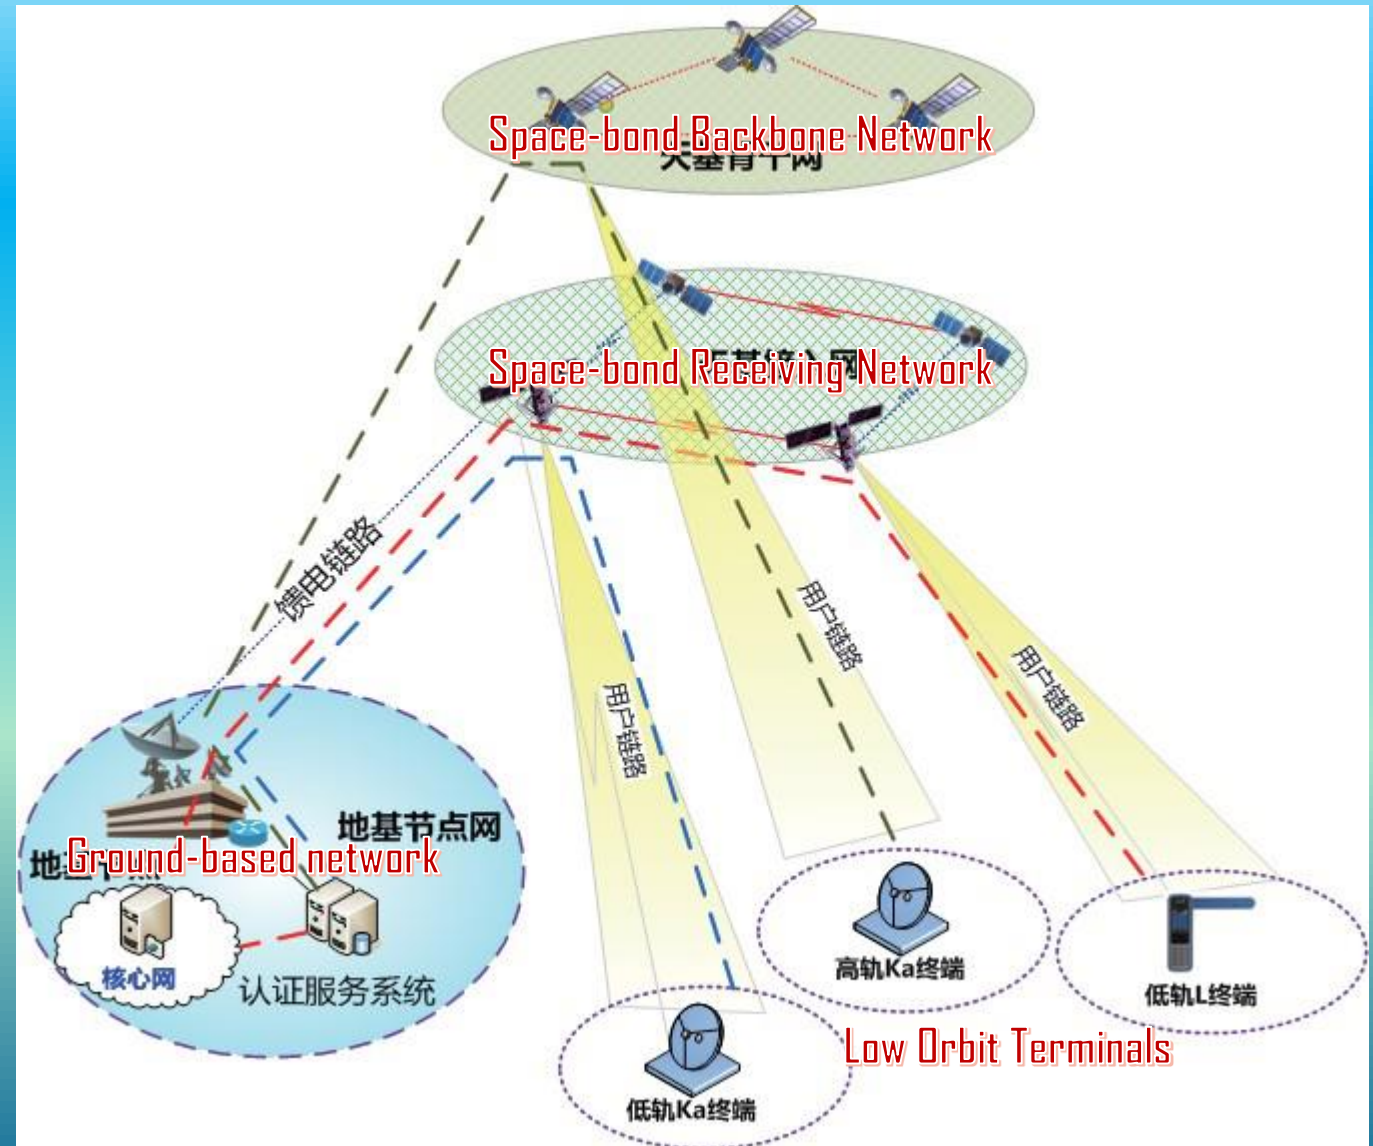 Space-bond Backbone Network
Space-bond Receiving Network
馈电链路
用户链路
用户链路
用户链路
地基节点网
Ground-based network
核心网
认证服务系统
高轨Ka终端
低轨L终端
Low Orbit Terminals
低轨Ka终端